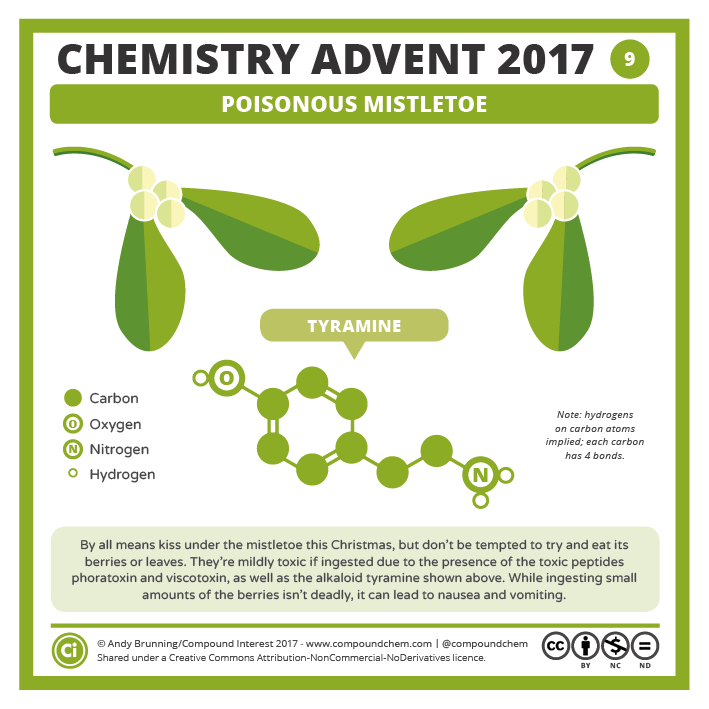 CHEMISTRY ADVENT 2017 9
POISONOUS MISTLETOE
TYRAMINE
O
Carbon
O Oxygen
N Nitrogen
Hydrogen
N
Note: hydrogens
on carbon atoms
implied; each carbon
has 4 bonds.
By all means kiss under the mistletoe this Christmas, but don't be tempted to try and eat its
berries or leaves. They're mildly toxic if ingested due to the presence of the toxic peptides
phoratoxin and viscotoxin, as well as the alkaloid tyramine shown above. While ingesting small
amounts of the berries isn't deadly, it can lead to nausea and vomiting.
Ci
© Andy Brunning/Compound Interest 2017 - www.compoundchem.com | @compoundchem
Shared under a Creative Commons Attribution-NonCommercial-NoDerivatives licence.
cc $ =
BY NC ND